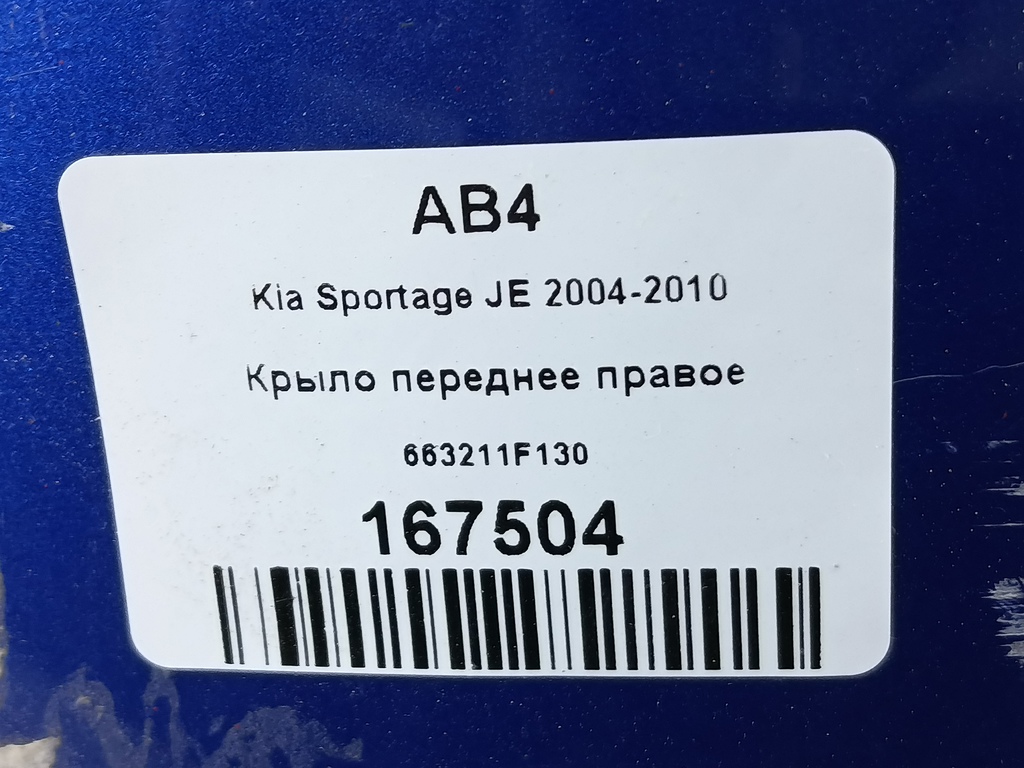 AB4
Kia Sportage JE 2004-2010
Крыло переднее правое
663211F130
167504